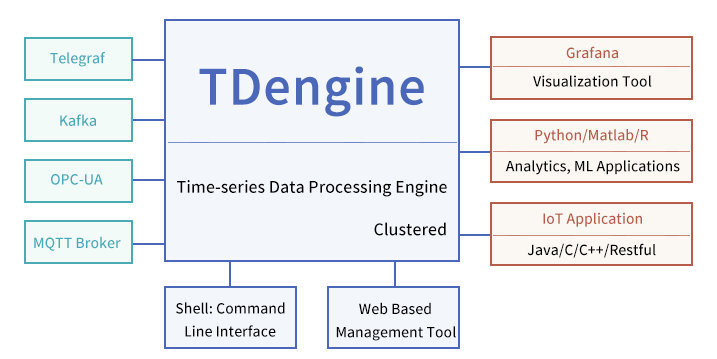 Telegraf
Kafka
OPC-UA
MQTT Broker
TDengine
Time-series Data Processing Engine
Clustered
Grafana
Visualization Tool
Python/Matlab/R
Analytics, ML Applications
IoT Application
Java/C/C++/Restful
Shell: Command
Line Interface
Web Based
Management Tool